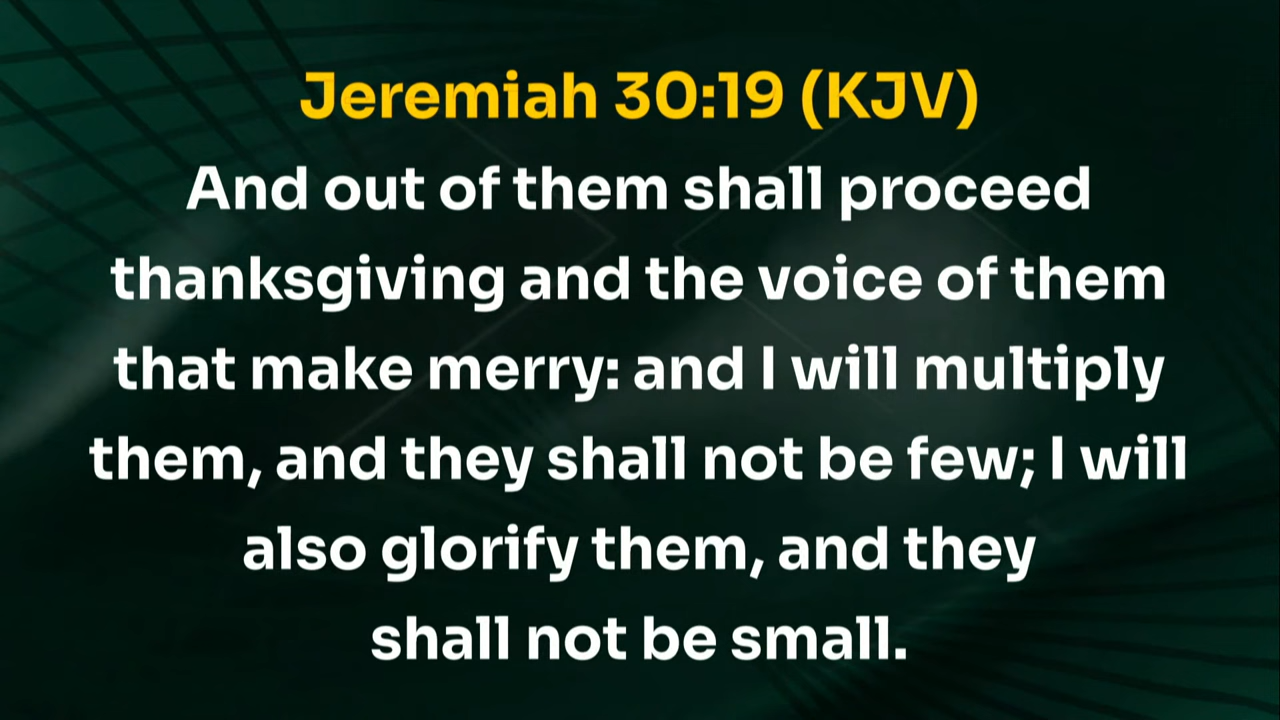 Jeremiah 30:19 (KJV)
And out of them shall proceed
thanksgiving and the voice of them
that make merry: and I will multiply
them, and they shall not be few; I will
also glorify them, and they
shall not be small.